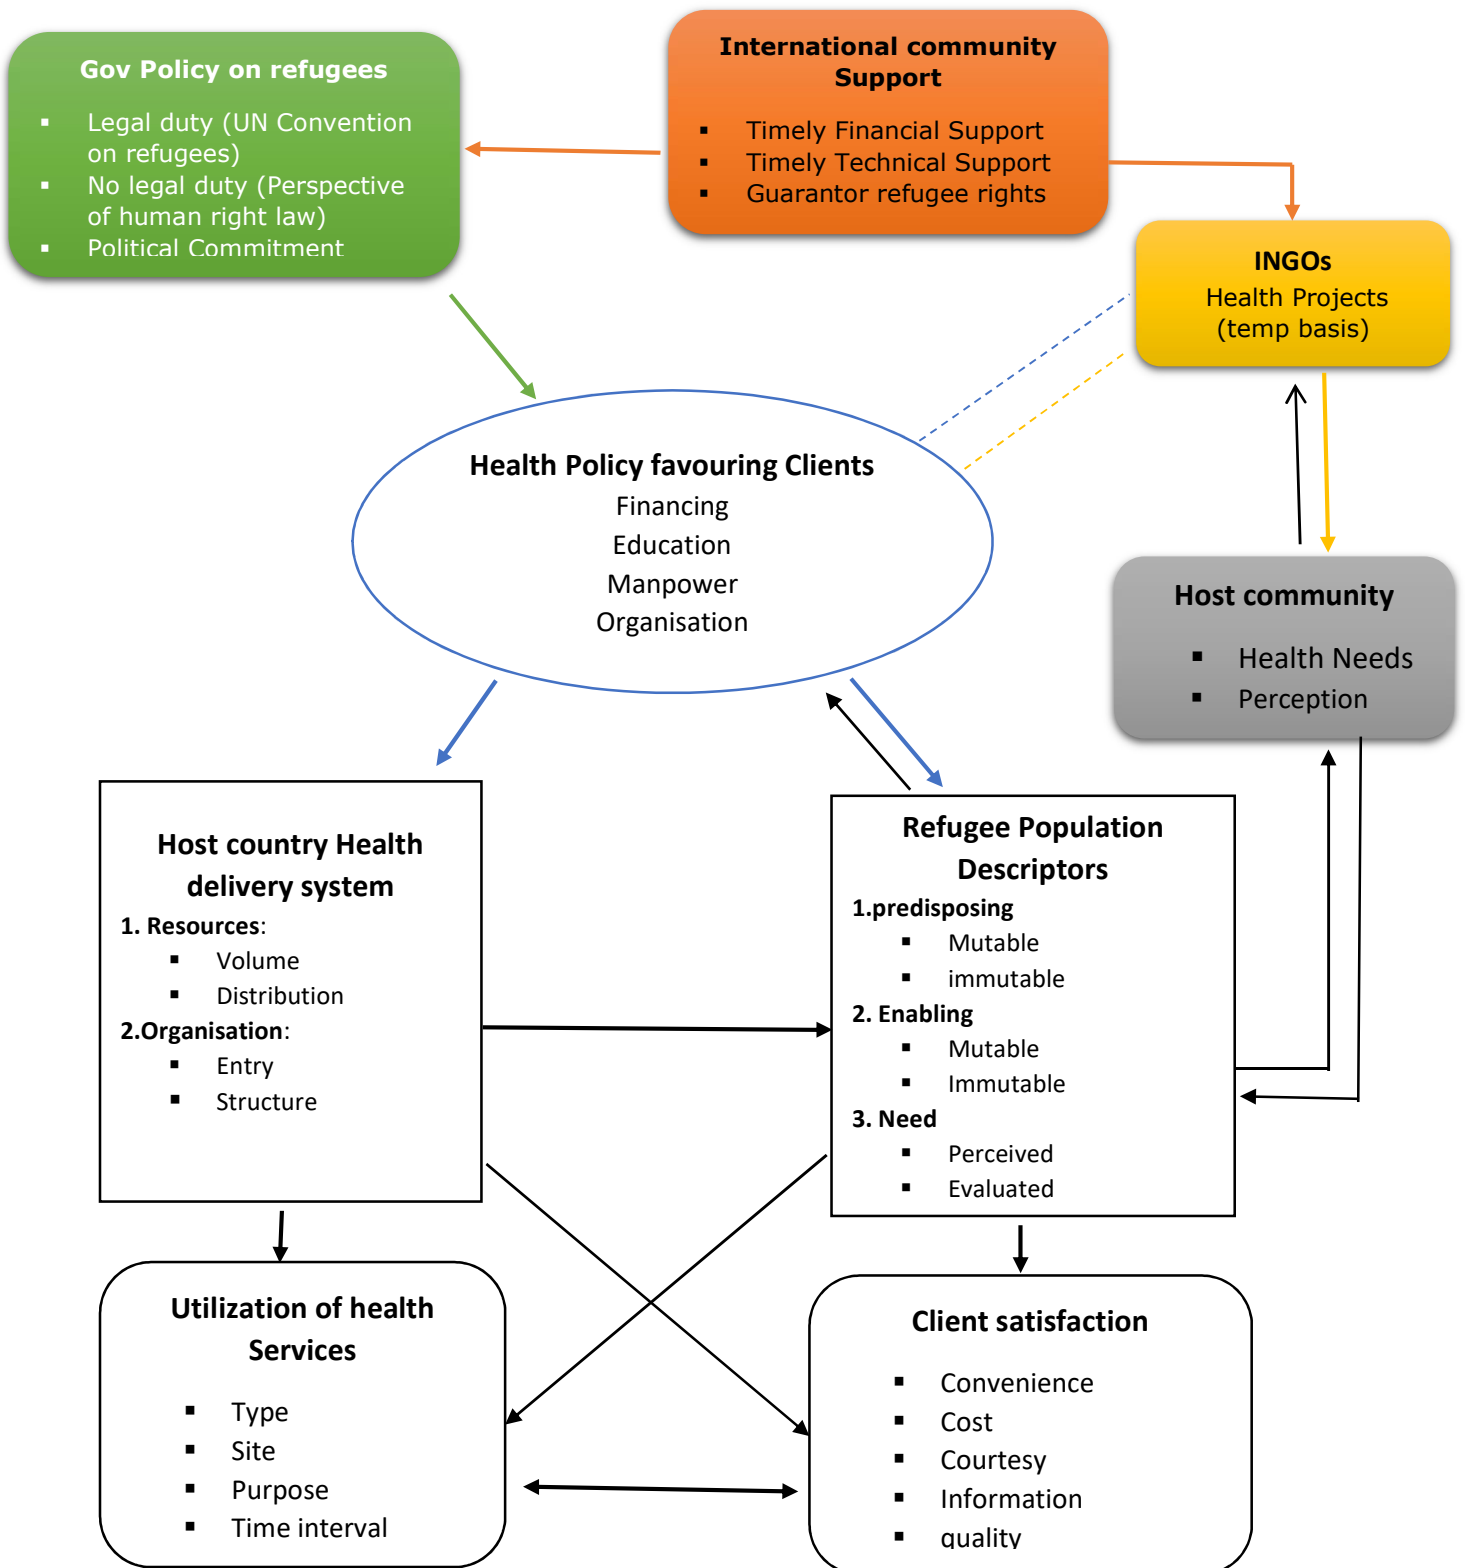 Gov Policy on refugees
▪ Legal duty (UN Convention
on refugees)
▪ No legal duty (Perspective
of human right law)
▪ Political Commitment
International community
Support
▪ Timely Financial Support
▪ Timely Technical Support
▪ Guarantor refugee rights
INGOs
Health Projects
(temp basis)
Health Policy favouring Clients
Financing
Education
Manpower
Organisation
Host community
▪ Health Needs
▪ Perception
Host country Health
delivery system
1. Resources:
▪ Volume
▪ Distribution
2.Organisation:
▪ Entry
▪ Structure
Refugee Population
Descriptors
1.predisposing
▪ Mutable
▪ immutable
2. Enabling
▪ Mutable
▪ Immutable
3. Need
▪ Perceived
▪ Evaluated
Utilization of health
Services
▪ Type
▪ Site
▪ Purpose
▪ Time interval
Client satisfaction
▪ Convenience
▪ Cost
▪ Courtesy
▪ Information
▪ quality